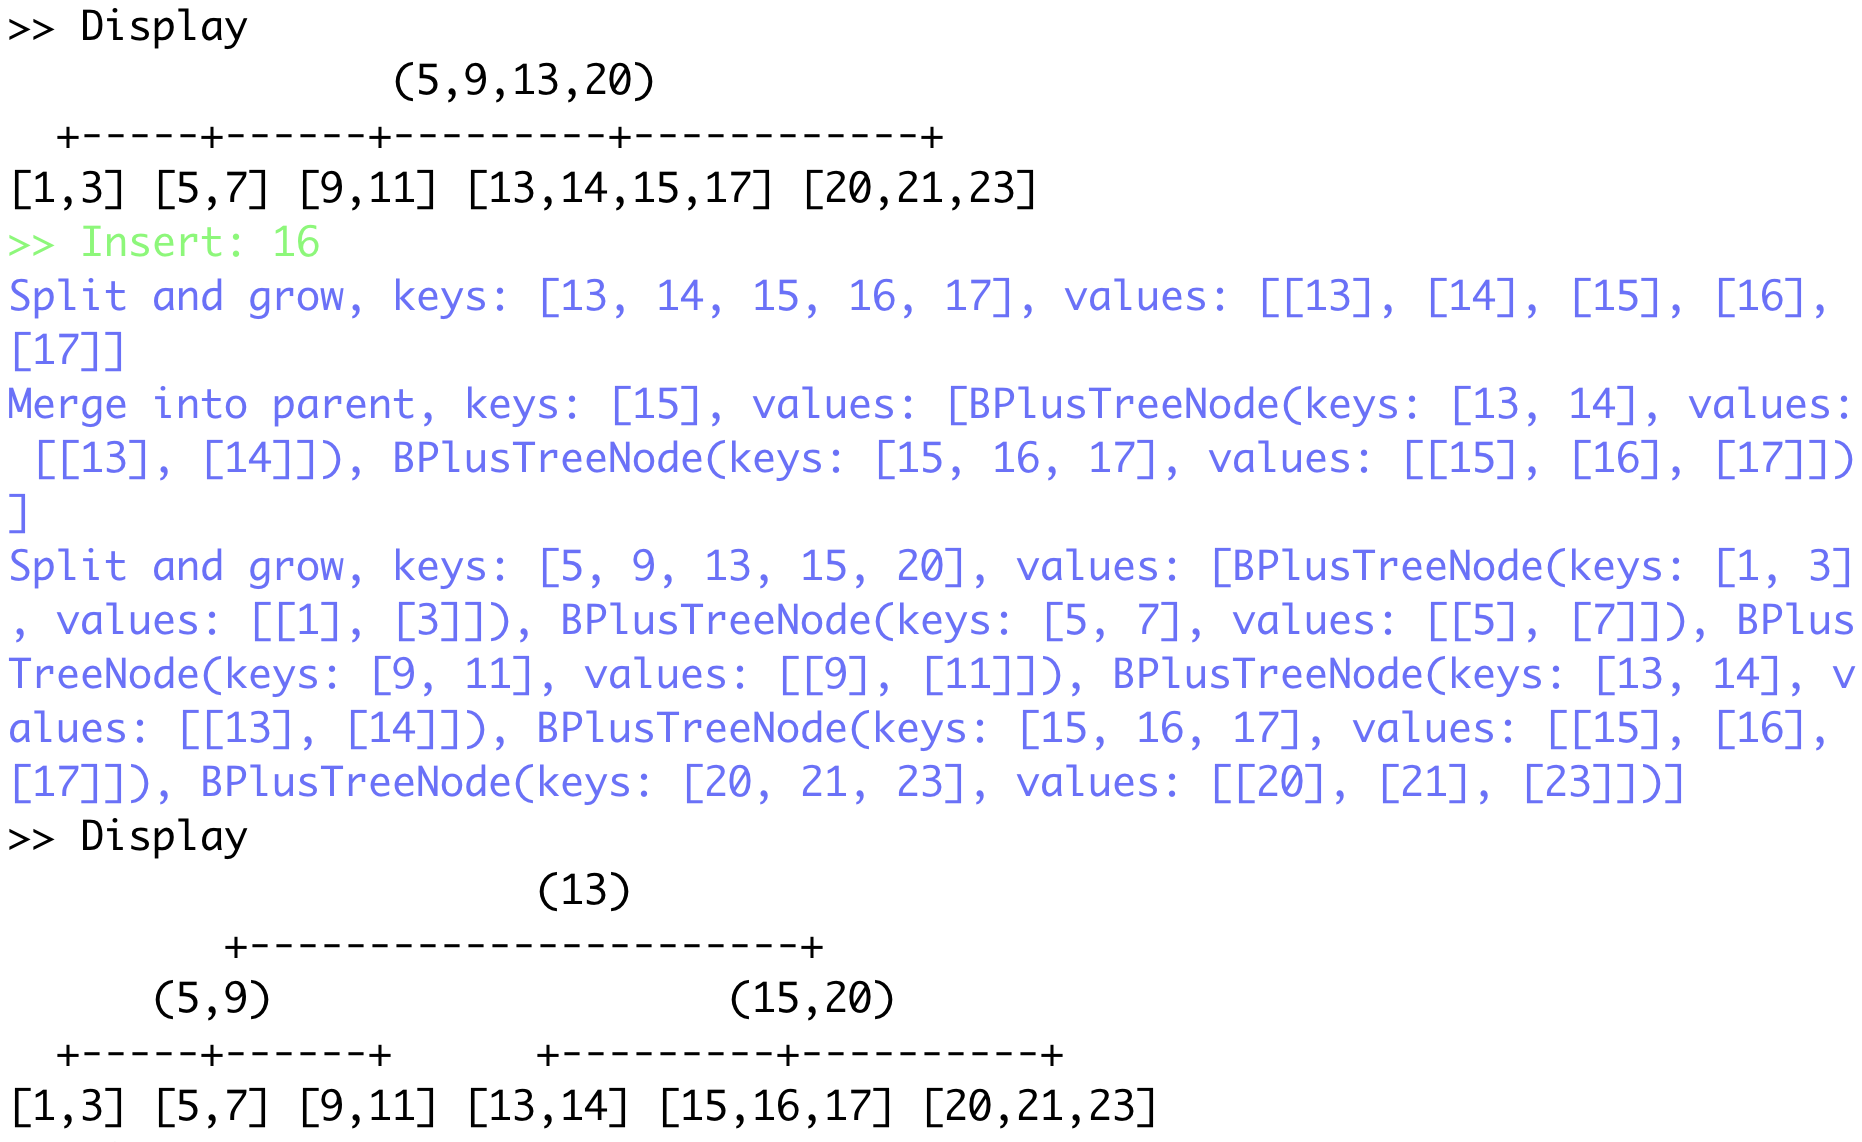 >> Display
                (5,9,13,20)
  +-----+------+---------+------------+
[1,3] [5,7] [9,11] [13,14,15,17] [20,21,23]
>> Insert: 16
Split and grow, keys: [13, 14, 15, 16, 17], values: [[13], [14], [15], [16],
[17]]
Merge into parent, keys: [15], values: [BPlusTreeNode(keys: [13, 14], values:
 [[13], [14]]), BPlusTreeNode(keys: [15, 16, 17], values: [[15], [16], [17]])
]
Split and grow, keys: [5, 9, 13, 15, 20], values: [BPlusTreeNode(keys: [1, 3]
, values: [[1], [3]]), BPlusTreeNode(keys: [5, 7], values: [[5], [7]]), BPlus
TreeNode(keys: [9, 11], values: [[9], [11]]), BPlusTreeNode(keys: [13, 14], v
alues: [[13], [14]]), BPlusTreeNode(keys: [15, 16, 17], values: [[15], [16],
[17]]), BPlusTreeNode(keys: [20, 21, 23], values: [[20], [21], [23]])]
>> Display
                      (13)
         +-----------------------+
      (5,9)                   (15,20)
  +-----+------+      +---------+----------+
[1,3] [5,7] [9,11] [13,14] [15,16,17] [20,21,23]